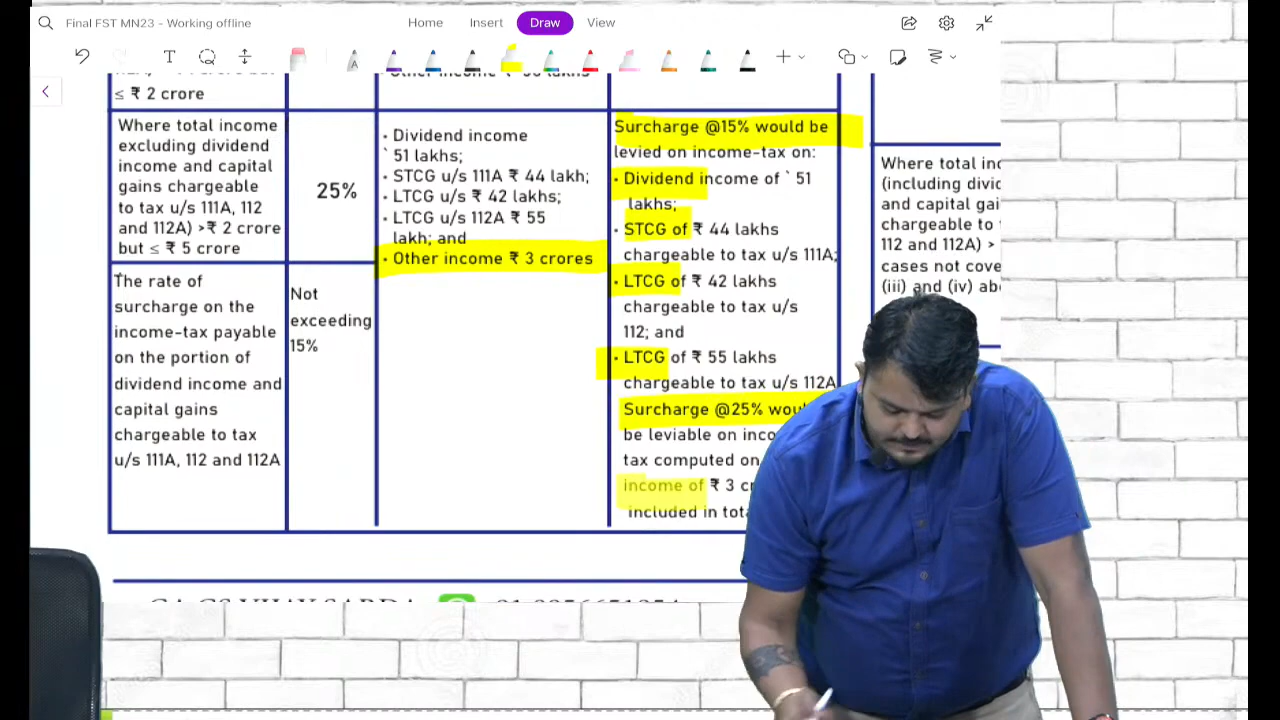 Final FST MN23 - Working offline
Home Insert Draw View
≤ ₹ 2 crore
Where total income
excluding dividend
income and capital
gains chargeable
to tax u/s 111A, 112
and 112A) >₹ 2 crore
but ≤ ₹ 5 crore
25%
· Dividend income
` 51 lakhs;
· STCG u/s 111A ₹ 44 lakh;
· LTCG u/s ₹ 42 lakhs;
· LTCG u/s 112A ₹ 55
lakh; and
· Other income ₹ 3 crores
Surcharge @15% would be
levied on income-tax on:
· Dividend income of ` 51
lakhs;
· STCG of ₹ 44 lakhs
chargeable to tax u/s 111A;
· LTCG of ₹ 42 lakhs
chargeable to tax u/s
112; and
· LTCG of ₹ 55 lakhs
chargeable to tax u/s 112A
Surcharge @25%
be leviable on
tax computed on
income of ₹ 3
included in
The rate of
surcharge on the
income-tax payable
on the portion of
dividend income and
capital gains
chargeable to tax
u/s 111A, 112 and 112A
Not
exceeding
15%
Where total
(including
and capital
chargeable to
112 and 112A) >
cases not
(iii) and (iv)